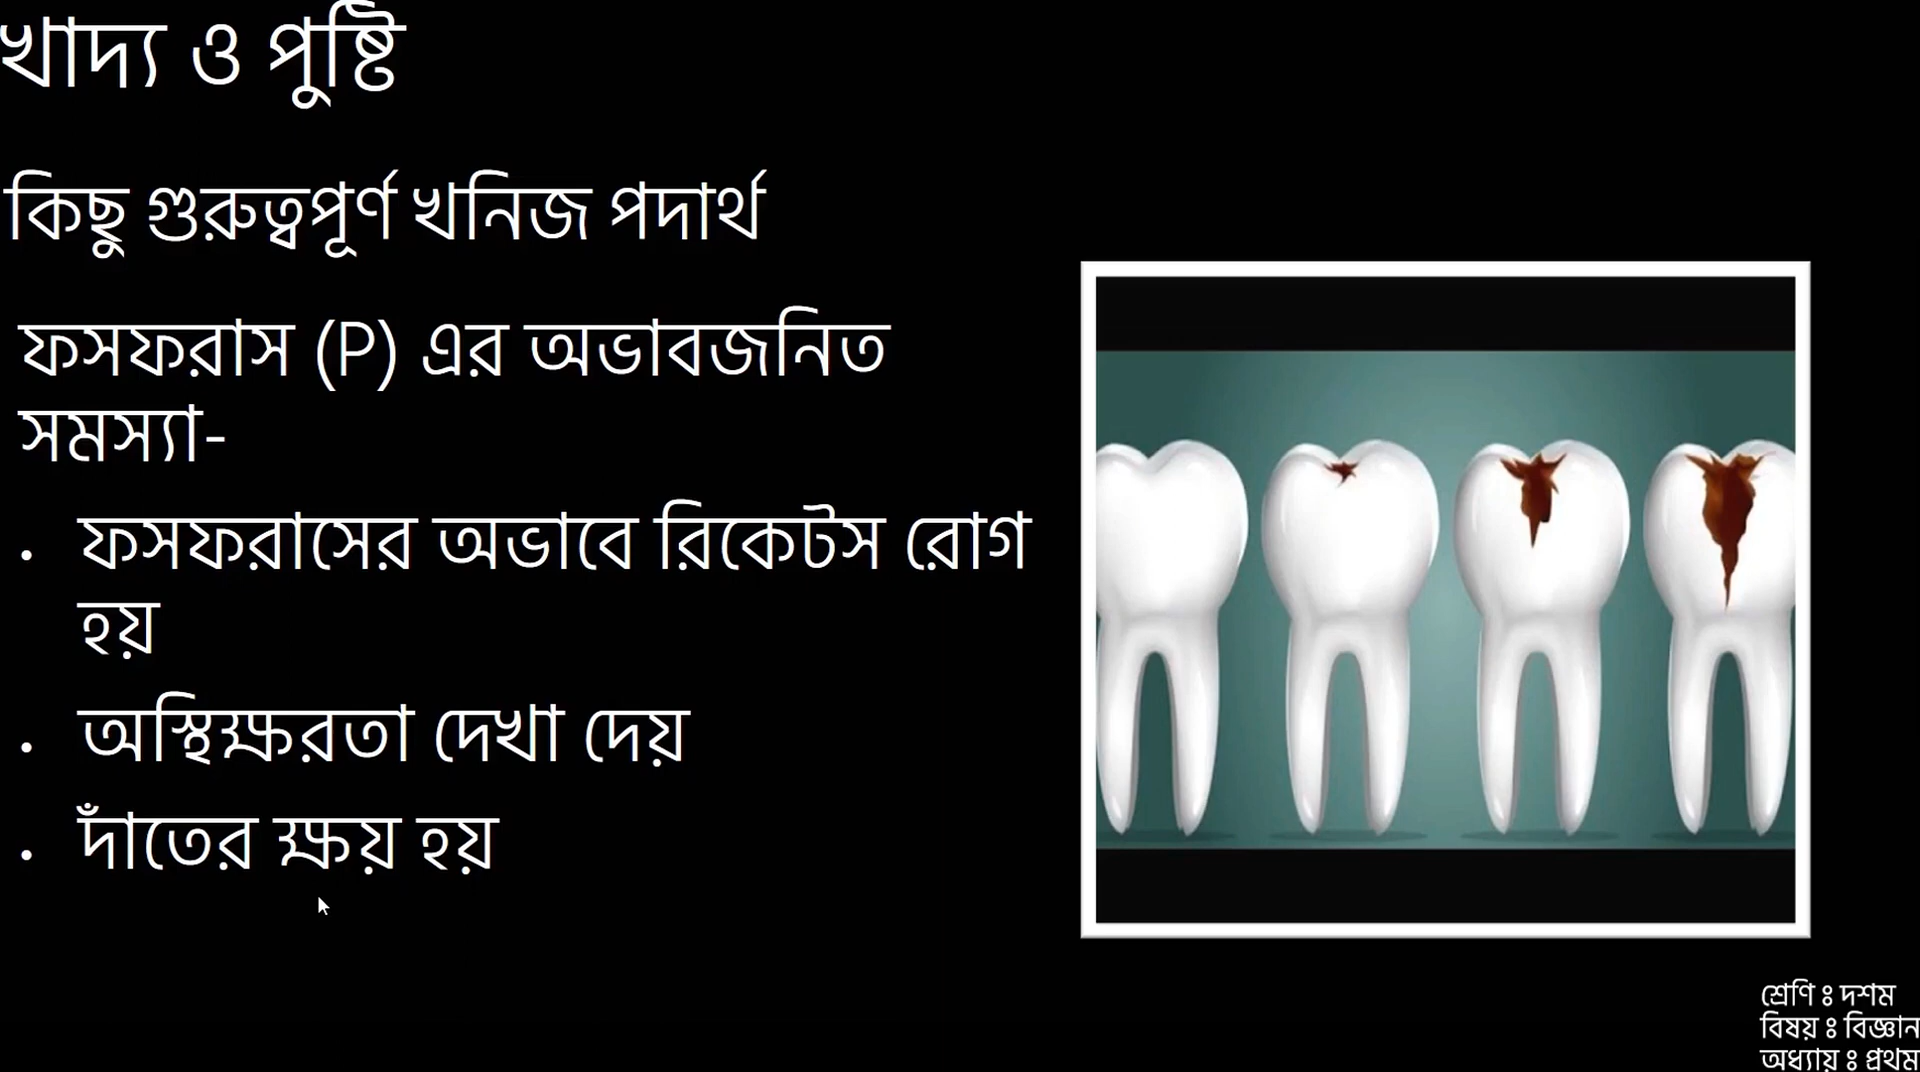 খাদ্য ও পুষ্টি
কিছু গুরুত্বপূর্ণ খনিজ পদার্থ
ফসফরাস (P) এর অভাবজনিত
সমস্যা-
• ফসফরাসের অভাবে রিকেটস রোগ
হয়
• অস্থিক্ষরতা দেখা দেয়
• দাঁতের ক্ষয় হয়
শ্রেণি ঃ দশম
বিষয় ঃ বিজ্ঞান
অধ্যায় ঃ প্রথম